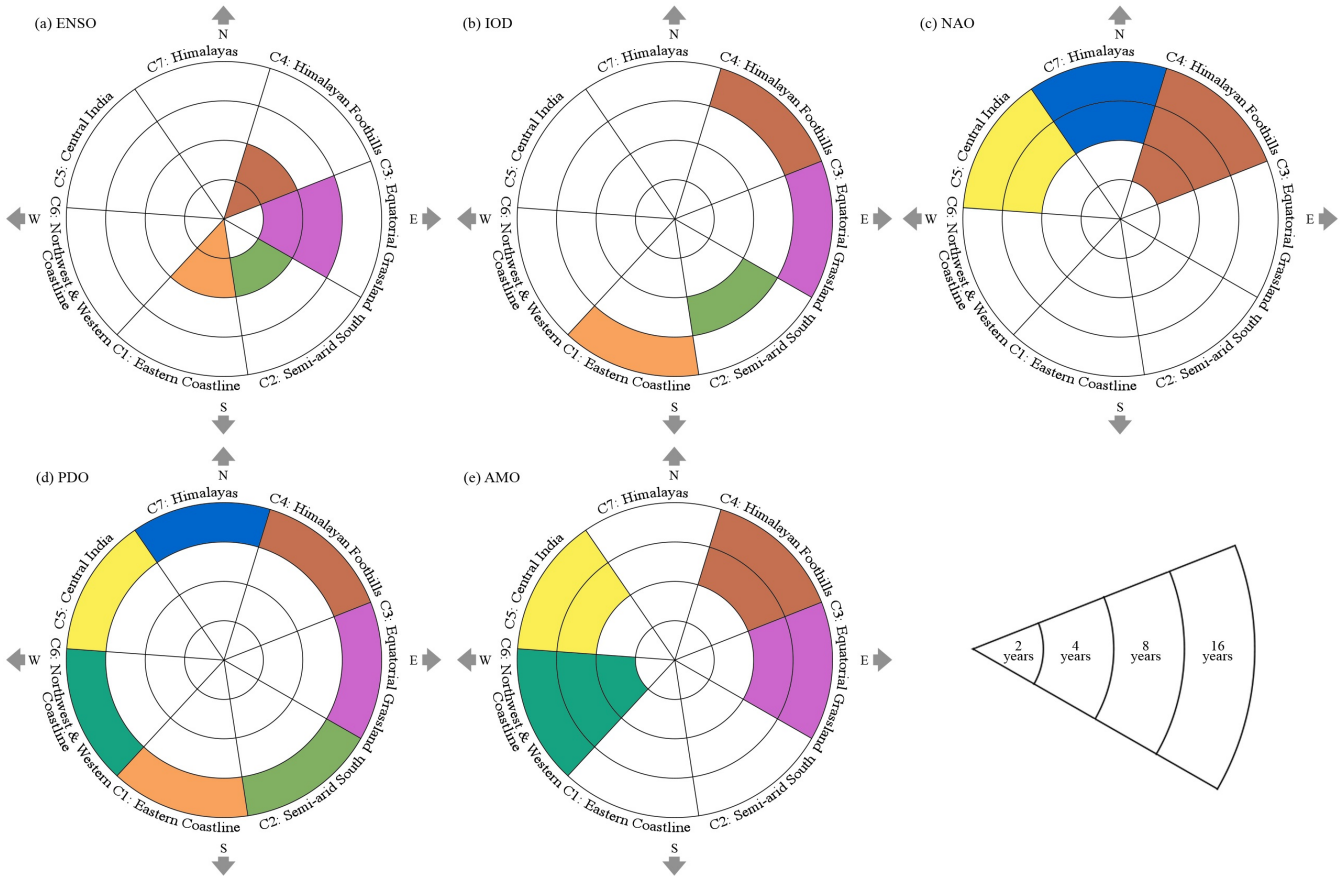 (a) ENSO
N
C7: Himalayas
C4: Himalayan Foothills
C5: Central India
C3: Equatorial Grassland
W
E
C6: Northwest & Western
Coastline
C1: Eastern Coastline
C2: Semi-arid South
S
(b) IOD
N
C7: Himalayas
C4: Himalayan Foothills
C5: Central India
C3: Equatorial Grassland
W
E
C6: Northwest & Western
Coastline
C1: Eastern Coastline
C2: Semi-arid South
S
(c) NAO
N
C7: Himalayas
C4: Himalayan Foothills
C5: Central India
C3: Equatorial Grassland
W
E
C6: Northwest & Western
Coastline
C1: Eastern Coastline
C2: Semi-arid South
S
(d) PDO
N
C7: Himalayas
C4: Himalayan Foothills
C5: Central India
C3: Equatorial Grassland
W
E
C6: Northwest & Western
Coastline
C1: Eastern Coastline
C2: Semi-arid South
S
(e) AMO
N
C7: Himalayas
C4: Himalayan Foothills
C5: Central India
C3: Equatorial Grassland
W
E
C6: Northwest & Western
Coastline
C1: Eastern Coastline
C2: Semi-arid South
S
2
years
4
years
8
years
16
years